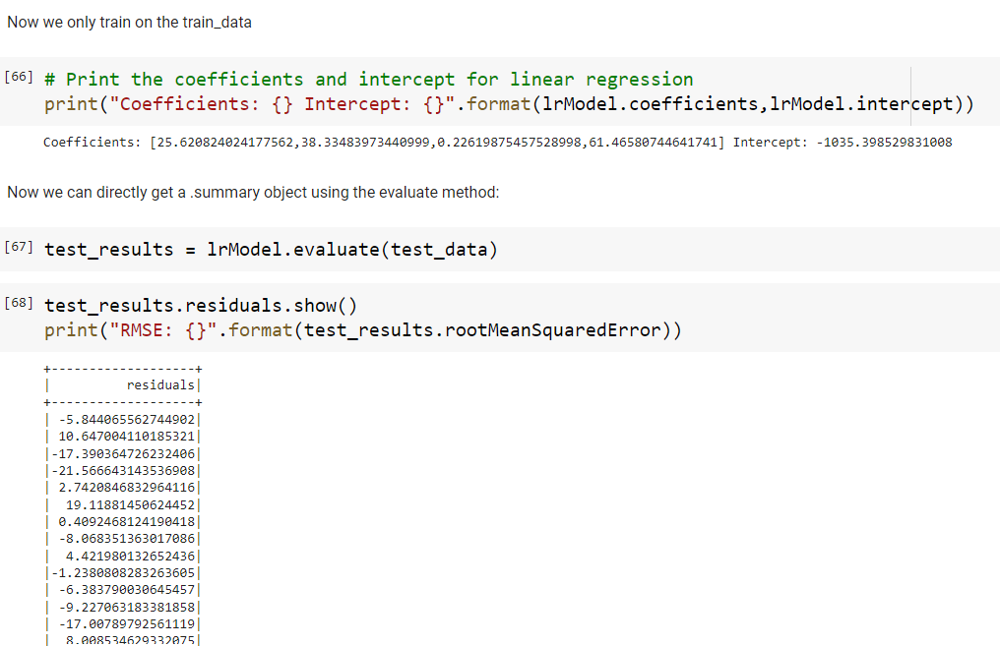 Now we only train on the train_data
[66] # Print the coefficients and intercept for linear regression
print("Coefficients: {} Intercept: {}".format(lrModel.coefficients,lrModel.intercept))
Coefficients: [25.620824024177562,38.33483973440999,0.22619875457528998,61.46580744641741] Intercept: -1035.398529831008
Now we can directly get a .summary object using the evaluate method:
[67] test_results = lrModel.evaluate(test_data)
[68] test_results.residuals.show()
print("RMSE: {}".format(test_results.rootMeanSquaredError))
+-------------------+
|          residuals|
+-------------------+
| -5.844065562744902|
| 10.647004110185321|
|-17.390364726232406|
|-21.566643143536908|
| 2.7420846832964116|
|  19.11881450624452|
| 0.4092468124190418|
| -8.068351363017086|
|  4.421980132652436|
|-1.2380808283263605|
| -6.383790030645457|
| -9.227063183381858|
| -17.00789792561119|
|  8.008534629332075|